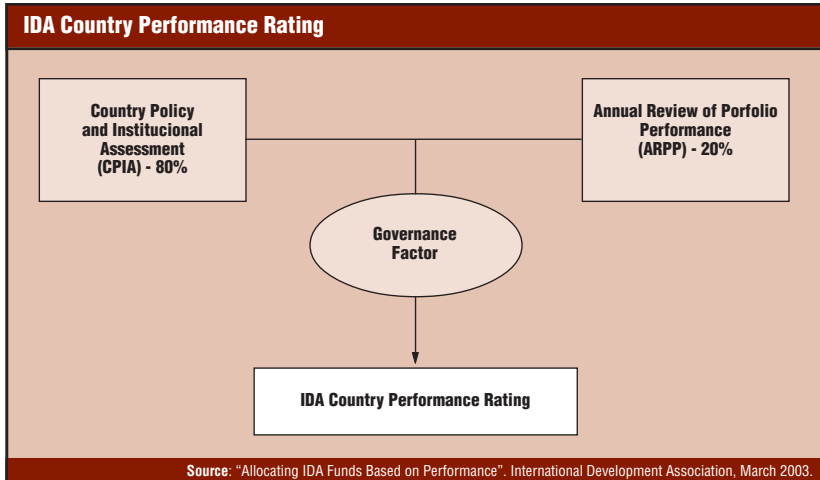 IDA Country Performance Rating
Country Policy
and Institucional
Assessment
(CPIA) - 80%
Annual Review of Porfolio
Performance
(ARPP) - 20%
Governance
Factor
IDA Country Performance Rating
Source: “Allocating IDA Funds Based on Performance”. International Development Association, March 2003.